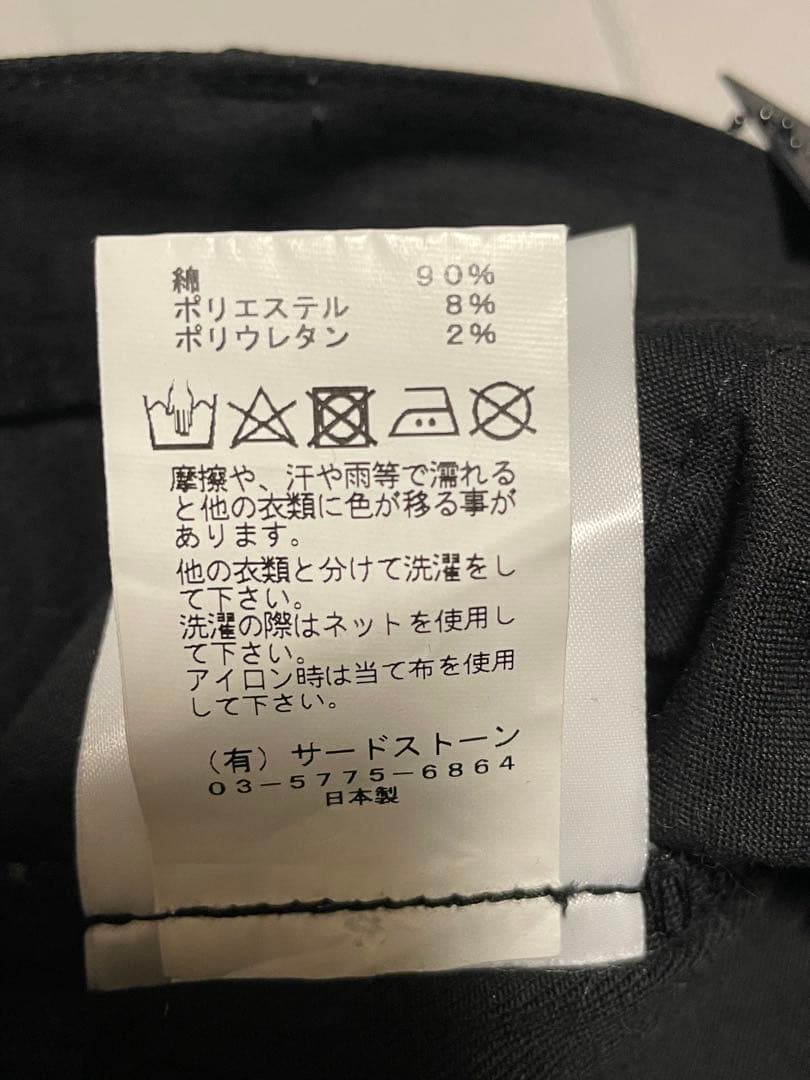 綿 90%
ポリエステル 8%
ポリウレタン 2%
摩擦や、汗や雨等で濡れる
と他の衣類に色が移る事が
あります。
他の衣類と分けて洗濯をし
て下さい。
洗濯の際はネットを使用し
て下さい。
アイロン時は当て布を使用
して下さい。
(有)サードストーン
03-5775-6864
日本製